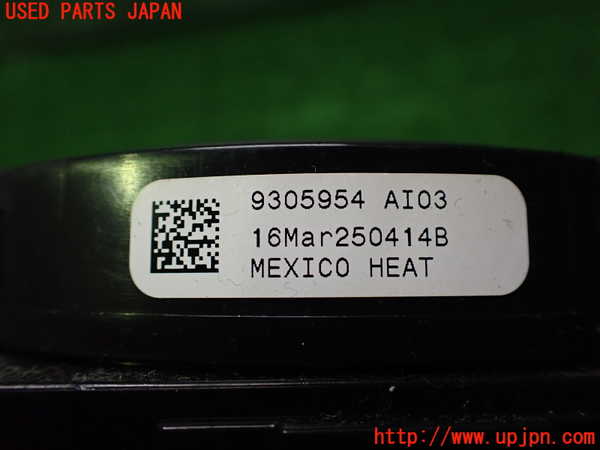 USED PARTS JAPAN
9305954 AI03
16Mar250414B
MEXICO HEAT
http://www.upjpn.com/